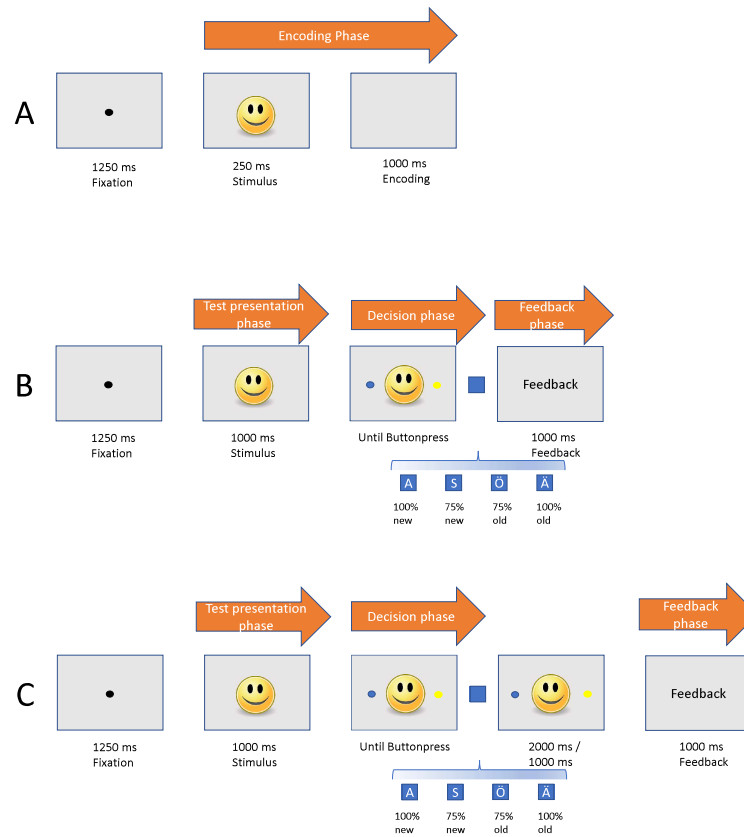 Encoding Phase
A
1250 ms
Fixation
250 ms
Stimulus
1000 ms
Encoding
Test presentation
phase
Decision phase
Feedback
phase
B
Feedback
1250 ms
Fixation
1000 ms
Stimulus
Until Buttonpress
1000 ms
Feedback
A S Ö Ä
100% 75% 75% 100%
new new old old
Test presentation
phase
Decision phase
Feedback
phase
C
Feedback
1250 ms
Fixation
1000 ms
Stimulus
Until Buttonpress
2000 ms /
1000 ms
1000 ms
Feedback
A S Ö Ä
100% 75% 75% 100%
new new old old